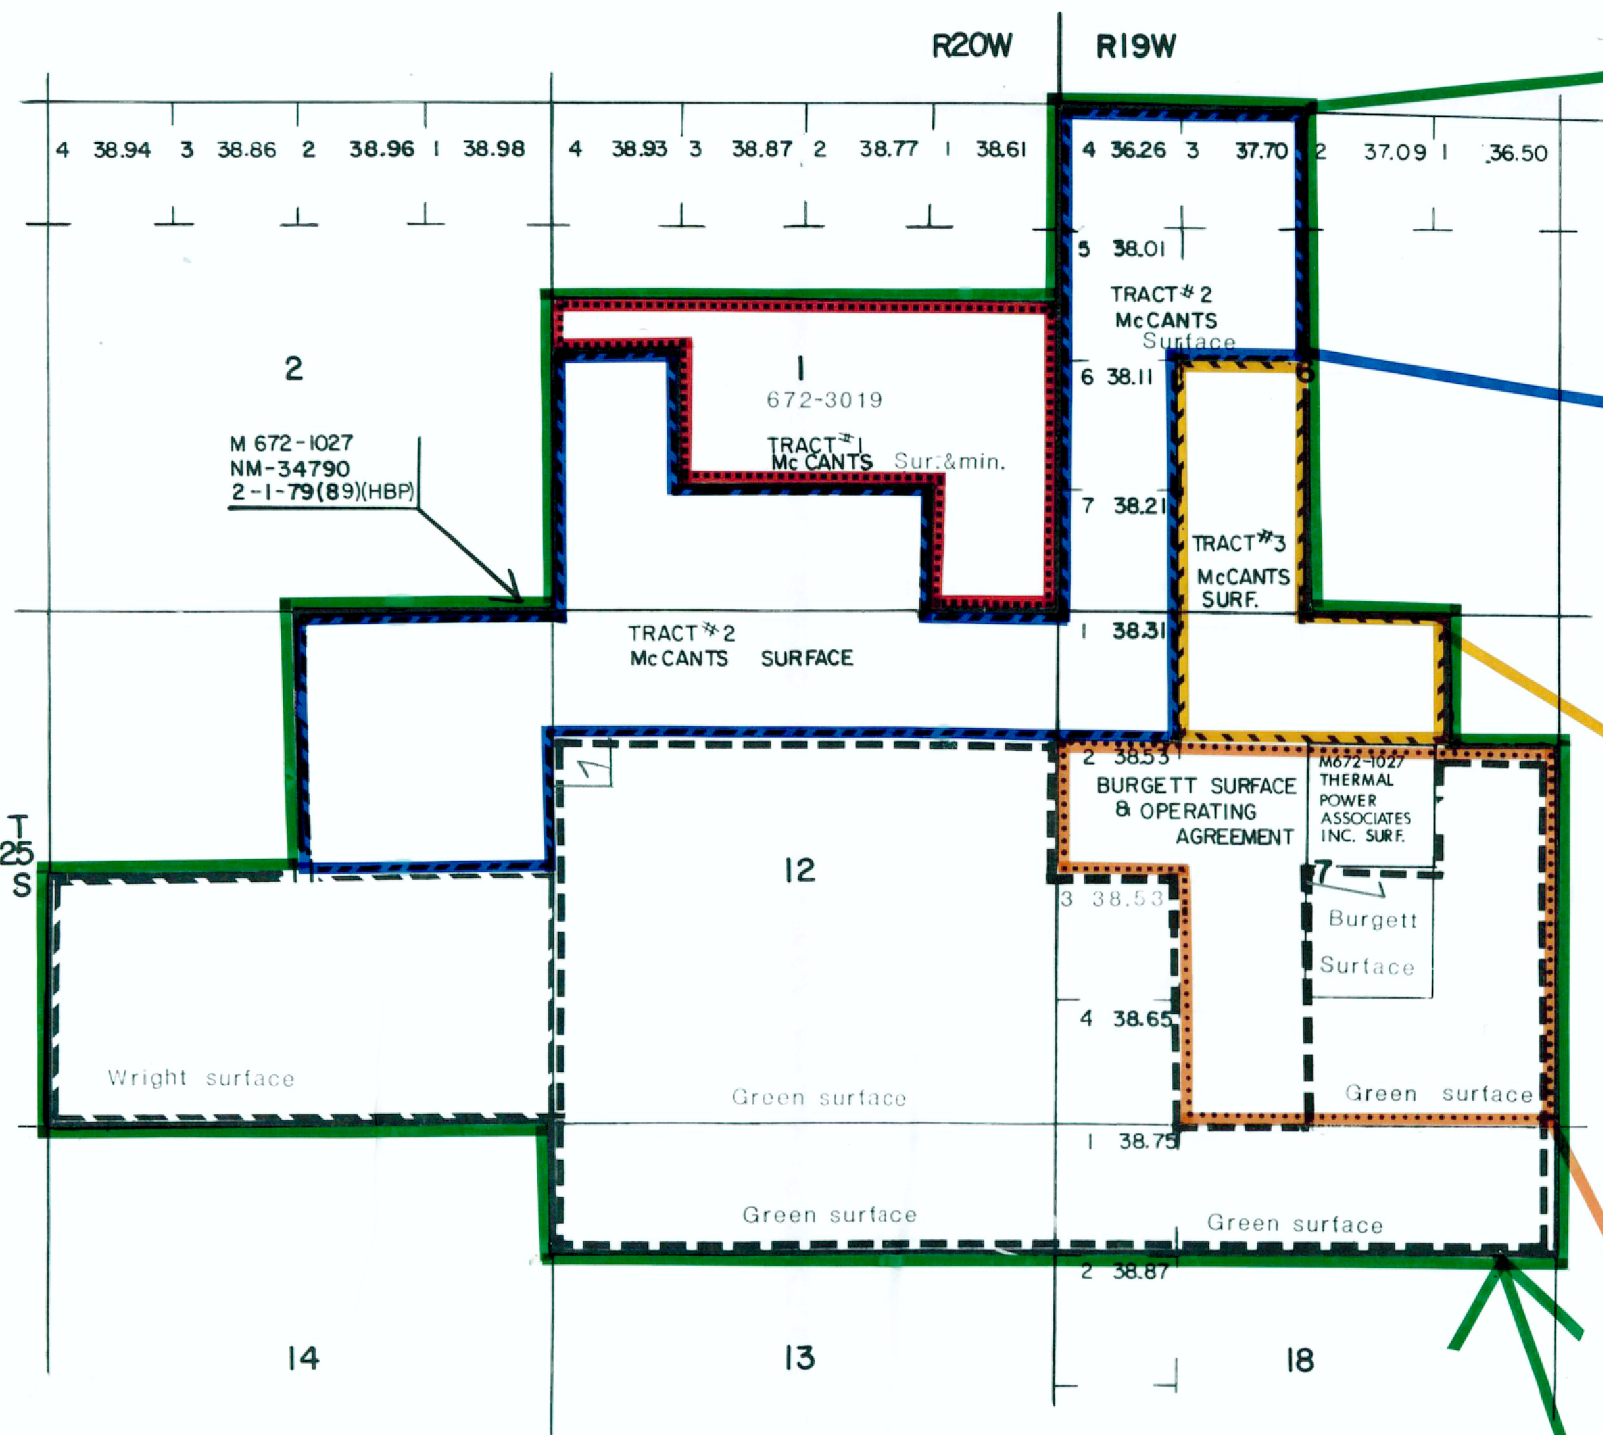 R20W R19W
4 38.94 3 38.86 2 38.96 1 38.98 4 38.93 3 38.87 2 38.77 1 38.61 4 36.26 3 37.70 2 37.09 1 36.50
5 38.01
TRACT #2
McCANTS
Surface
2 1 6 38.11 6
672-3019
M 672-1027
NM-34790
2-1-79(89)(HBP)
TRACT #1
McCANTS Sur.&min.
7 38.21
TRACT #3
McCANTS
SURF.
TRACT #2
McCANTS SURFACE
1 38.31
2 38.53
BURGETT SURFACE
& OPERATING
AGREEMENT
M672-1027
THERMAL
POWER
ASSOCIATES
INC. SURF.
T
25
S
12 7
3 38.53
Burgett
Surface
4 38.65
Wright surface
Green surface
Green surface
1 38.75
Green surface
Green surface
2 38.87
14 13 18